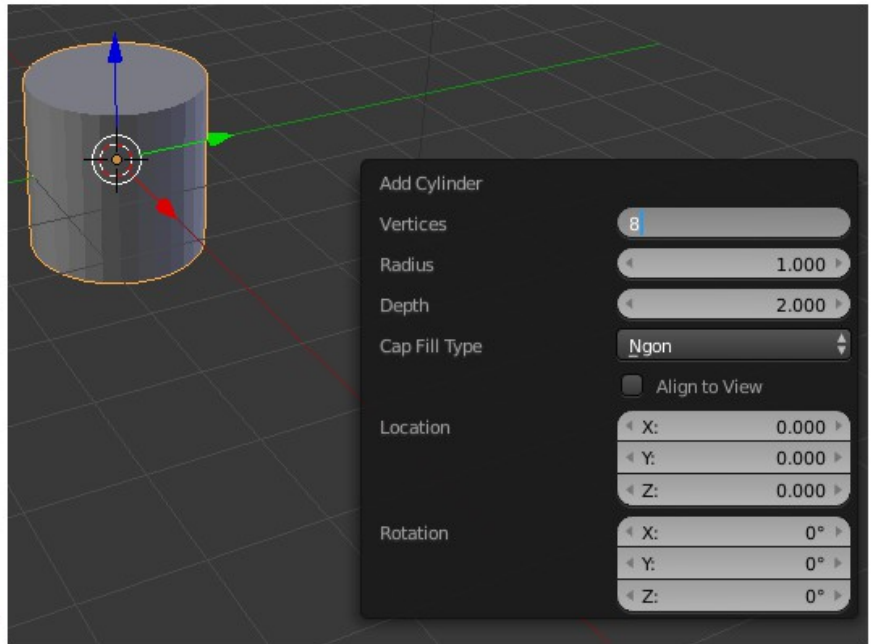 Add Cylinder
Vertices 8
Radius 1.000
Depth 2.000
Cap Fill Type Ngon
Align to View
Location X: 0.000
Y: 0.000
Z: 0.000
Rotation X: 0°
Y: 0°
Z: 0°